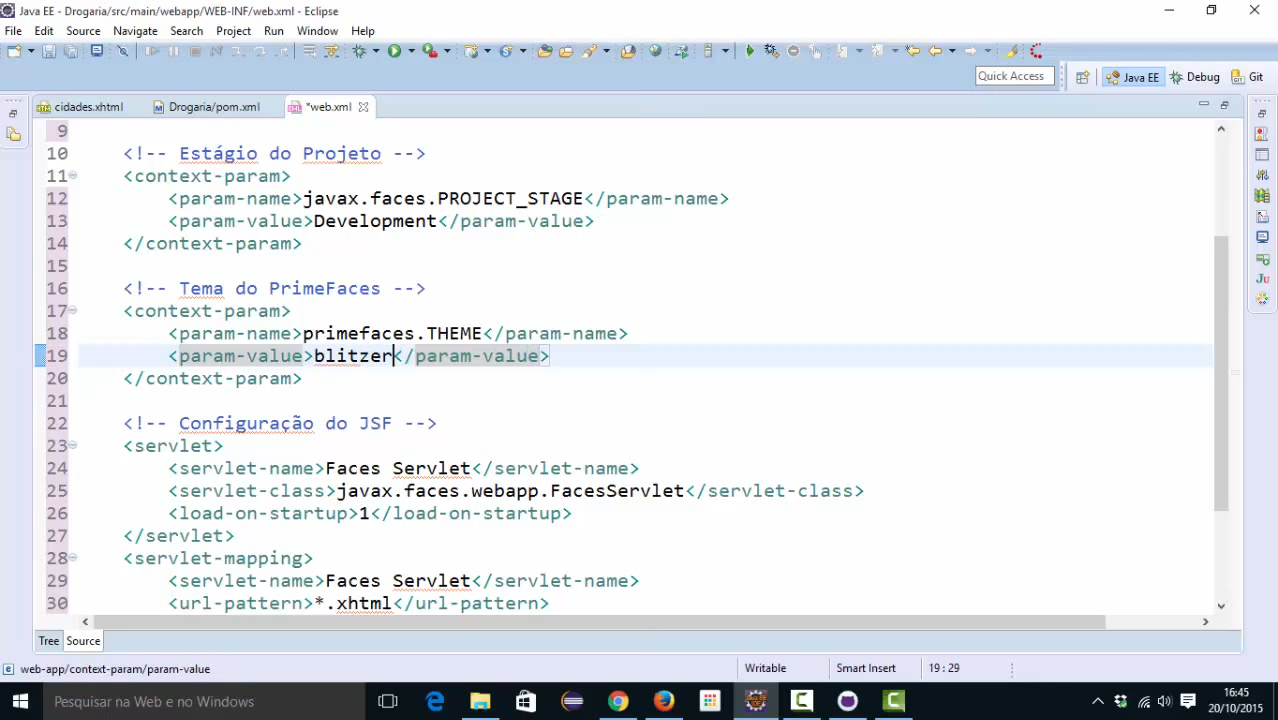 Java EE - Drogaria/src/main/webapp/WEB-INF/web.xml - Eclipse
File Edit Source Navigate Search Project Run Window Help
Quick Access Java EE Debug Git
cidades.xhtml Drogaria/pom.xml *web.xml
9
10 <!-- Estágio do Projeto -->
11 <context-param>
12 <param-name>javax.faces.PROJECT_STAGE</param-name>
13 <param-value>Development</param-value>
14 </context-param>
15
16 <!-- Tema do PrimeFaces -->
17 <context-param>
18 <param-name>primefaces.THEME</param-name>
19 <param-value>blitzer</param-value>
20 </context-param>
21
22 <!-- Configuração do JSF -->
23 <servlet>
24 <servlet-name>Faces Servlet</servlet-name>
25 <servlet-class>javax.faces.webapp.FacesServlet</servlet-class>
26 <load-on-startup>1</load-on-startup>
27 </servlet>
28 <servlet-mapping>
29 <servlet-name>Faces Servlet</servlet-name>
30 <url-pattern>*.xhtml</url-pattern>
Tree Source
web-app/context-param/param-value Writable Smart Insert 19 : 29
Pesquisar na Web e no Windows 16:45
20/10/2015